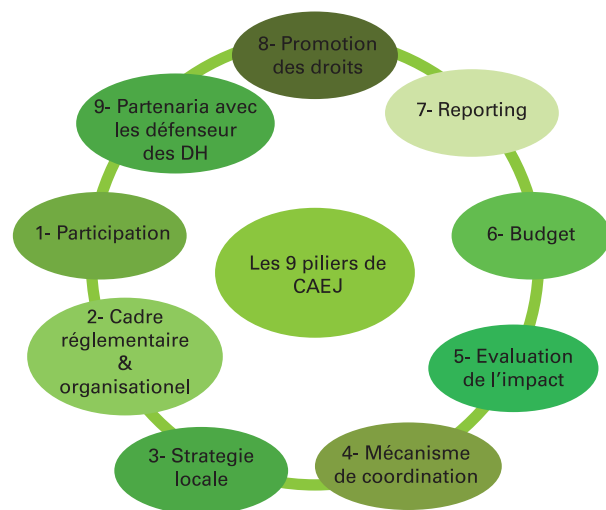 8- Promotion
des droits
9- Partenaria avec
les défenseur
des DH
7- Reporting
1- Participation
6- Budget
Les 9 piliers de
CAEJ
2- Cadre
réglementaire
&
organisationel
5- Evaluation
de l'impact
3- Strategie
locale
4- Mécanisme
de coordination